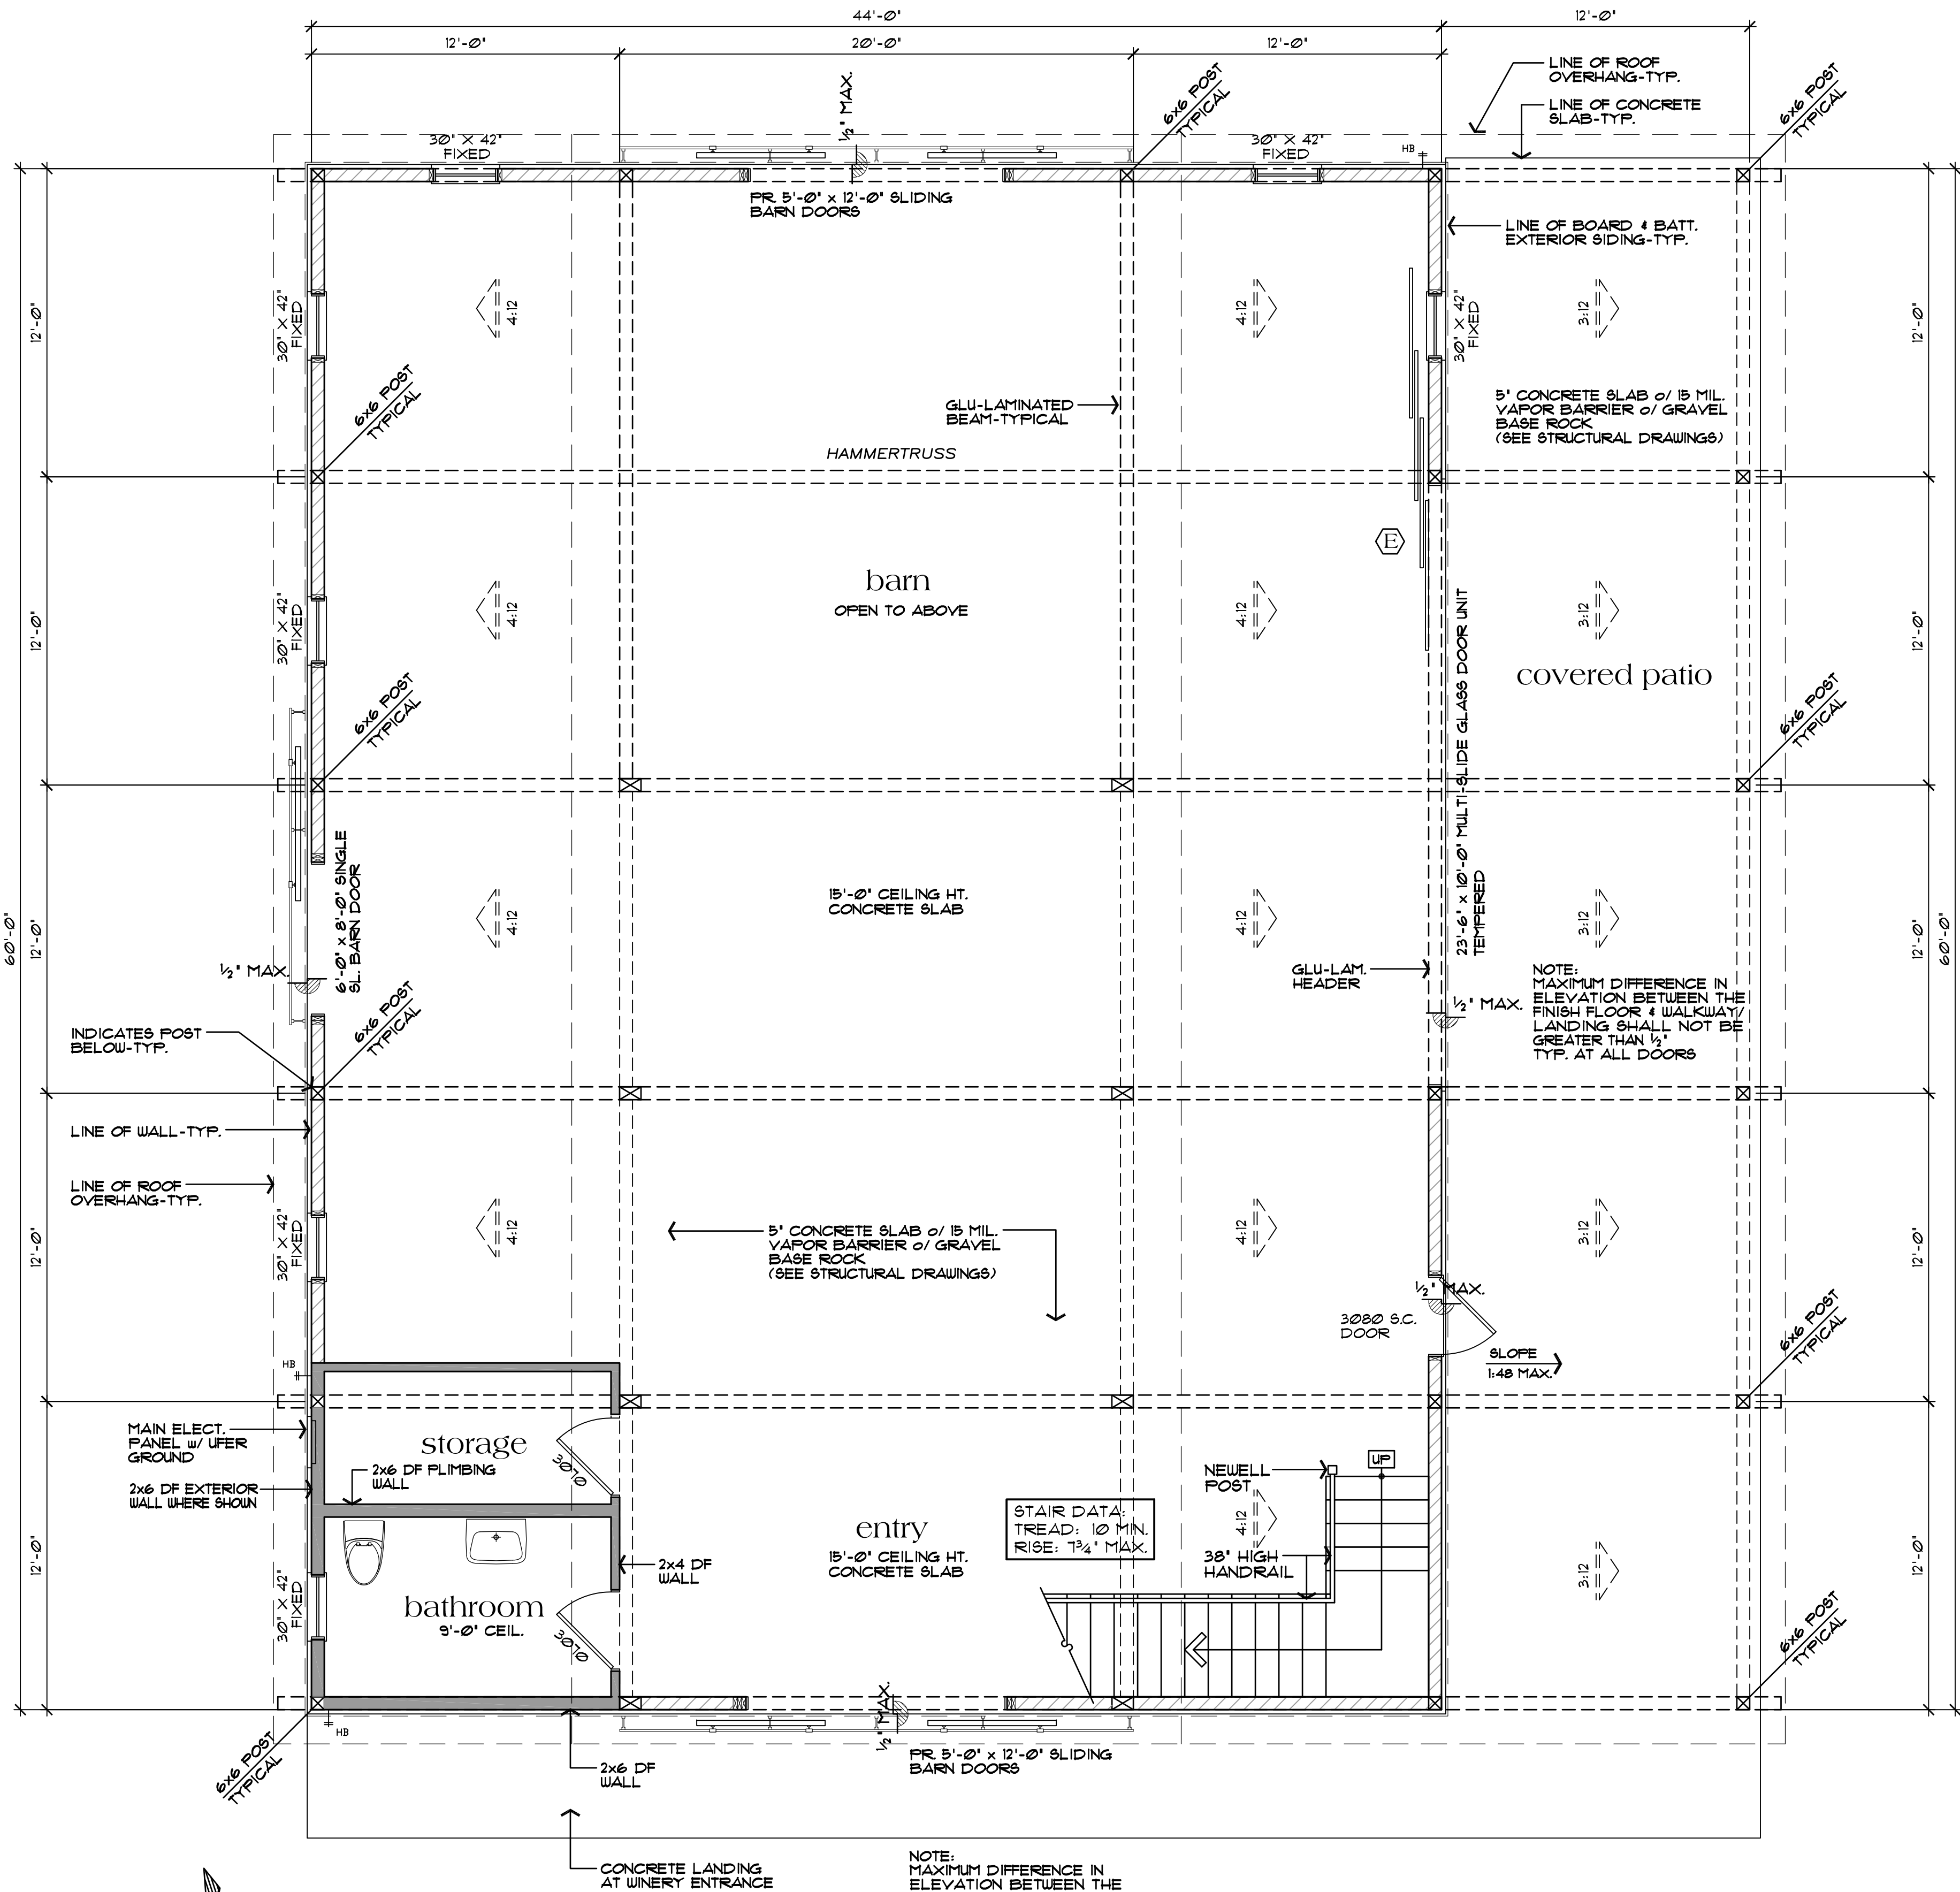 44'-0"
12'-0"
12'-0"
20'-0"
12'-0"
LINE OF ROOF
OVERHANG-TYP.
LINE OF CONCRETE
SLAB-TYP.
6x6 POST
TYPICAL
6x6 POST
TYPICAL
½" MAX.
30" X 42"
FIXED
30" X 42"
FIXED
HB
PR. 5'-0" x 12'-0" SLIDING
BARN DOORS
LINE OF BOARD & BATT.
EXTERIOR SIDING-TYP.
12'-0"
30" X 42"
FIXED
4:12
4:12
30" X 42"
FIXED
3:12
12'-0"
6x6 POST
TYPICAL
GLU-LAMINATED
BEAM-TYPICAL
HAMMERTRUSS
5" CONCRETE SLAB o/ 15 MIL.
VAPOR BARRIER o/ GRAVEL
BASE ROCK
(SEE STRUCTURAL DRAWINGS)
E
barn
OPEN TO ABOVE
12'-0"
30" X 42"
FIXED
4:12
4:12
3:12
12'-0"
covered patio
6x6 POST
TYPICAL
6x6 POST
TYPICAL
23'-6" x 10'-0" MULTI-SLIDE GLASS DOOR UNIT
TEMPERED
6'-0" x 8'-0" SINGLE
SL. BARN DOOR
15'-0" CEILING HT.
CONCRETE SLAB
60'-0"
12'-0"
4:12
4:12
3:12
12'-0"
60'-0"
½" MAX.
GLU-LAM.
HEADER
½" MAX.
NOTE:
MAXIMUM DIFFERENCE IN
ELEVATION BETWEEN THE
FINISH FLOOR & WALKWAY/
LANDING SHALL NOT BE
GREATER THAN ½"
TYP. AT ALL DOORS
6x6 POST
TYPICAL
INDICATES POST
BELOW-TYP.
LINE OF WALL-TYP.
LINE OF ROOF
OVERHANG-TYP.
12'-0"
30" X 42"
FIXED
4:12
5" CONCRETE SLAB o/ 15 MIL.
VAPOR BARRIER o/ GRAVEL
BASE ROCK
(SEE STRUCTURAL DRAWINGS)
4:12
3:12
12'-0"
½" MAX.
3080 S.C.
DOOR
SLOPE
1:48 MAX.
6x6 POST
TYPICAL
HB
MAIN ELECT.
PANEL w/ UFER
GROUND
storage
3070
2x6 DF PLIMBING
WALL
2x6 DF EXTERIOR
WALL WHERE SHOWN
UP
NEWELL
POST
STAIR DATA:
TREAD: 10 MIN.
RISE: 7¾" MAX.
4:12
38" HIGH
HANDRAIL
entry
15'-0" CEILING HT.
CONCRETE SLAB
2x4 DF
WALL
12'-0"
30" X 42"
FIXED
bathroom
9'-0" CEIL.
3070
3:12
12'-0"
6x6 POST
TYPICAL
HB
6x6 POST
TYPICAL
½" MAX.
2x6 DF
WALL
PR. 5'-0" x 12'-0" SLIDING
BARN DOORS
CONCRETE LANDING
AT WINERY ENTRANCE
NOTE:
MAXIMUM DIFFERENCE IN
ELEVATION BETWEEN THE